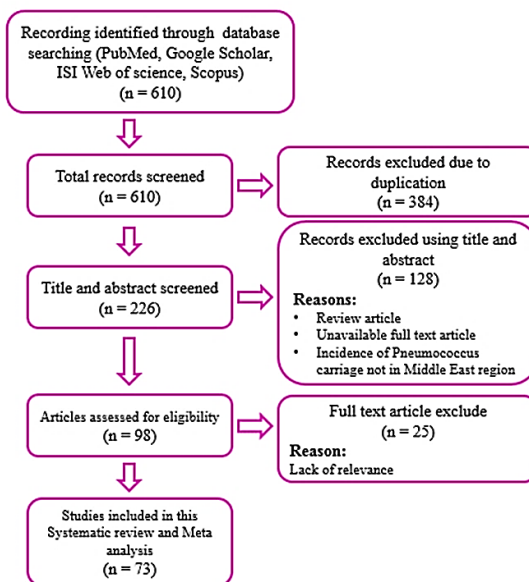 Recording identified through database
searching (PubMed, Google Scholar,
ISI Web of science, Scopus)
(n = 610)
Total records screened
(n = 610)
Records excluded due to
duplication
(n = 384)
Title and abstract screened
(n = 226)
Records excluded using title and
abstract
(n = 128)
Reasons:
• Review article
• Unavailable full text article
• Incidence of Pneumococcus
carriage not in Middle East region
Articles assessed for eligibility
(n = 98)
Full text article exclude
(n = 25)
Reason:
Lack of relevance
Studies included in this
Systematic review and Meta
analysis
(n = 73)